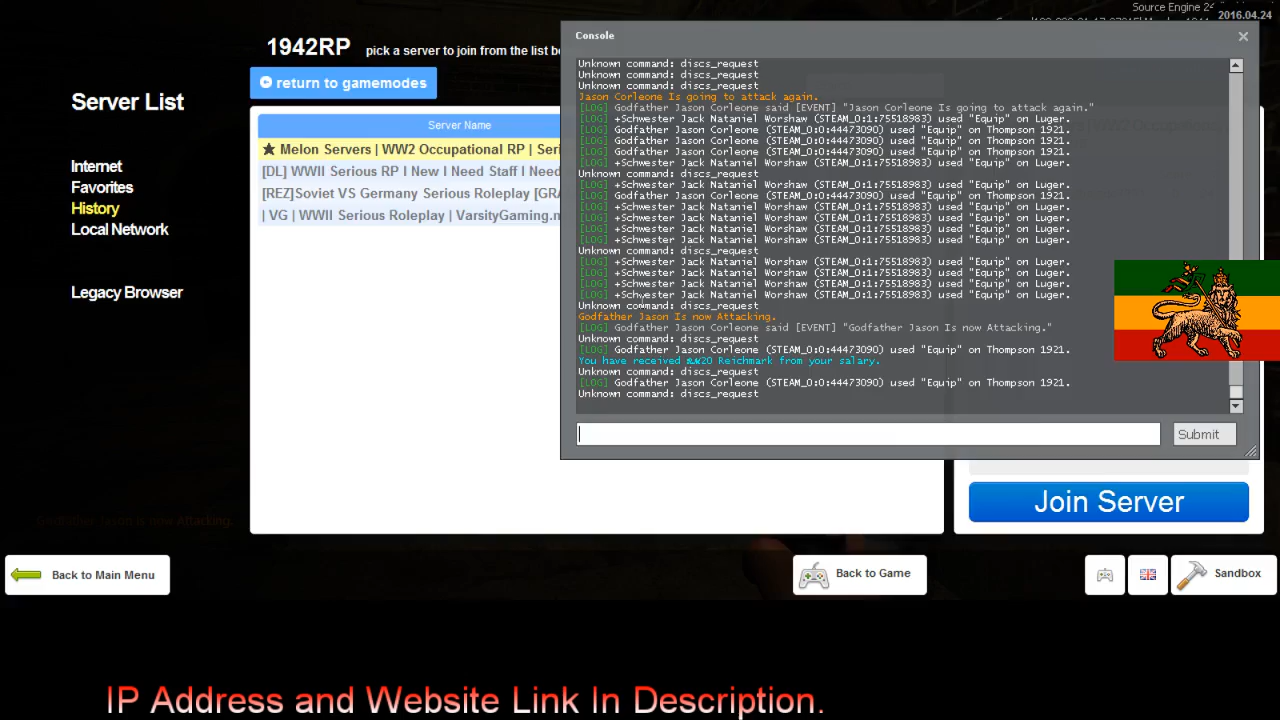 Source Engine 24
2016.04.24
1942RP pick a server to join from the list be
return to gamemodes
Server List
Internet
Favorites
History
Local Network
Legacy Browser
Server Name
Melon Servers | WW2 Occupational RP | Seri
[DL] WWII Serious RP I New I Need Staff I Need
[REZ]Soviet VS Germany Serious Roleplay [GRA
| VG | WWII Serious Roleplay | VarsityGaming.n
Console
Unknown command: discs_request
Unknown command: discs_request
Unknown command: discs_request
Jason Corleone Is going to attack again.
[LOG] Godfather Jason Corleone said [EVENT] "Jason Corleone Is going to attack again."
[LOG] +Schwester Jack Nataniel Worshaw (STEAM_0:1:75518983) used "Equip" on Luger.
[LOG] Godfather Jason Corleone (STEAM_0:0:44473090) used "Equip" on Thompson 1921.
[LOG] Godfather Jason Corleone (STEAM_0:0:44473090) used "Equip" on Thompson 1921.
[LOG] +Schwester Jack Nataniel Worshaw (STEAM_0:1:75518983) used "Equip" on Luger.
[LOG] +Schwester Jack Nataniel Worshaw (STEAM_0:1:75518983) used "Equip" on Luger.
Unknown command: discs_request
[LOG] +Schwester Jack Nataniel Worshaw (STEAM_0:1:75518983) used "Equip" on Luger.
[LOG] Godfather Jason Corleone (STEAM_0:0:44473090) used "Equip" on Thompson 1921.
[LOG] +Schwester Jack Nataniel Worshaw (STEAM_0:1:75518983) used "Equip" on Luger.
[LOG] +Schwester Jack Nataniel Worshaw (STEAM_0:1:75518983) used "Equip" on Luger.
[LOG] +Schwester Jack Nataniel Worshaw (STEAM_0:1:75518983) used "Equip" on Luger.
[LOG] +Schwester Jack Nataniel Worshaw (STEAM_0:1:75518983) used "Equip" on Luger.
Unknown command: discs_request
[LOG] +Schwester Jack Nataniel Worshaw (STEAM_0:1:75518983) used "Equip" on Luger.
[LOG] +Schwester Jack Nataniel Worshaw (STEAM_0:1:75518983) used "Equip" on Luger.
[LOG] +Schwester Jack Nataniel Worshaw (STEAM_0:1:75518983) used "Equip" on Luger.
[LOG] +Schwester Jack Nataniel Worshaw (STEAM_0:1:75518983) used "Equip" on Luger.
Unknown command: discs_request
Godfather Jason Is now Attacking.
[LOG] Godfather Jason Corleone said [EVENT] "Godfather Jason Is now Attacking."
Unknown command: discs_request
[LOG] Godfather Jason Corleone (STEAM_0:0:44473090) used "Equip" on Thompson 1921.
You have received 20 Reichmark from your salary.
Unknown command: discs_request
[LOG] Godfather Jason Corleone (STEAM_0:0:44473090) used "Equip" on Thompson 1921.
Unknown command: discs_request
Submit
Join Server
Godfather Jason is now Attacking.
Back to Main Menu
Back to Game
Sandbox
IP Address and Website Link In Description.